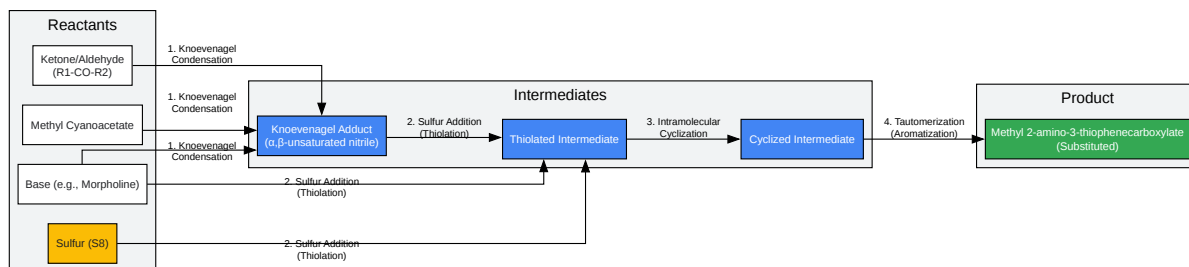 Reactants
Ketone/Aldehyde
(R1-CO-R2)
Methyl Cyanoacetate
Base (e.g., Morpholine)
Sulfur (S8)
1. Knoevenagel
Condensation
1. Knoevenagel
Condensation
1. Knoevenagel
Condensation
2. Sulfur Addition
(Thiolation)
2. Sulfur Addition
(Thiolation)
Intermediates
Knoevenagel Adduct
(α,β-unsaturated nitrile)
2. Sulfur Addition
(Thiolation)
Thiolated Intermediate
3. Intramolecular
Cyclization
Cyclized Intermediate
4. Tautomerization
(Aromatization)
Product
Methyl 2-amino-3-thiophenecarboxylate
(Substituted)